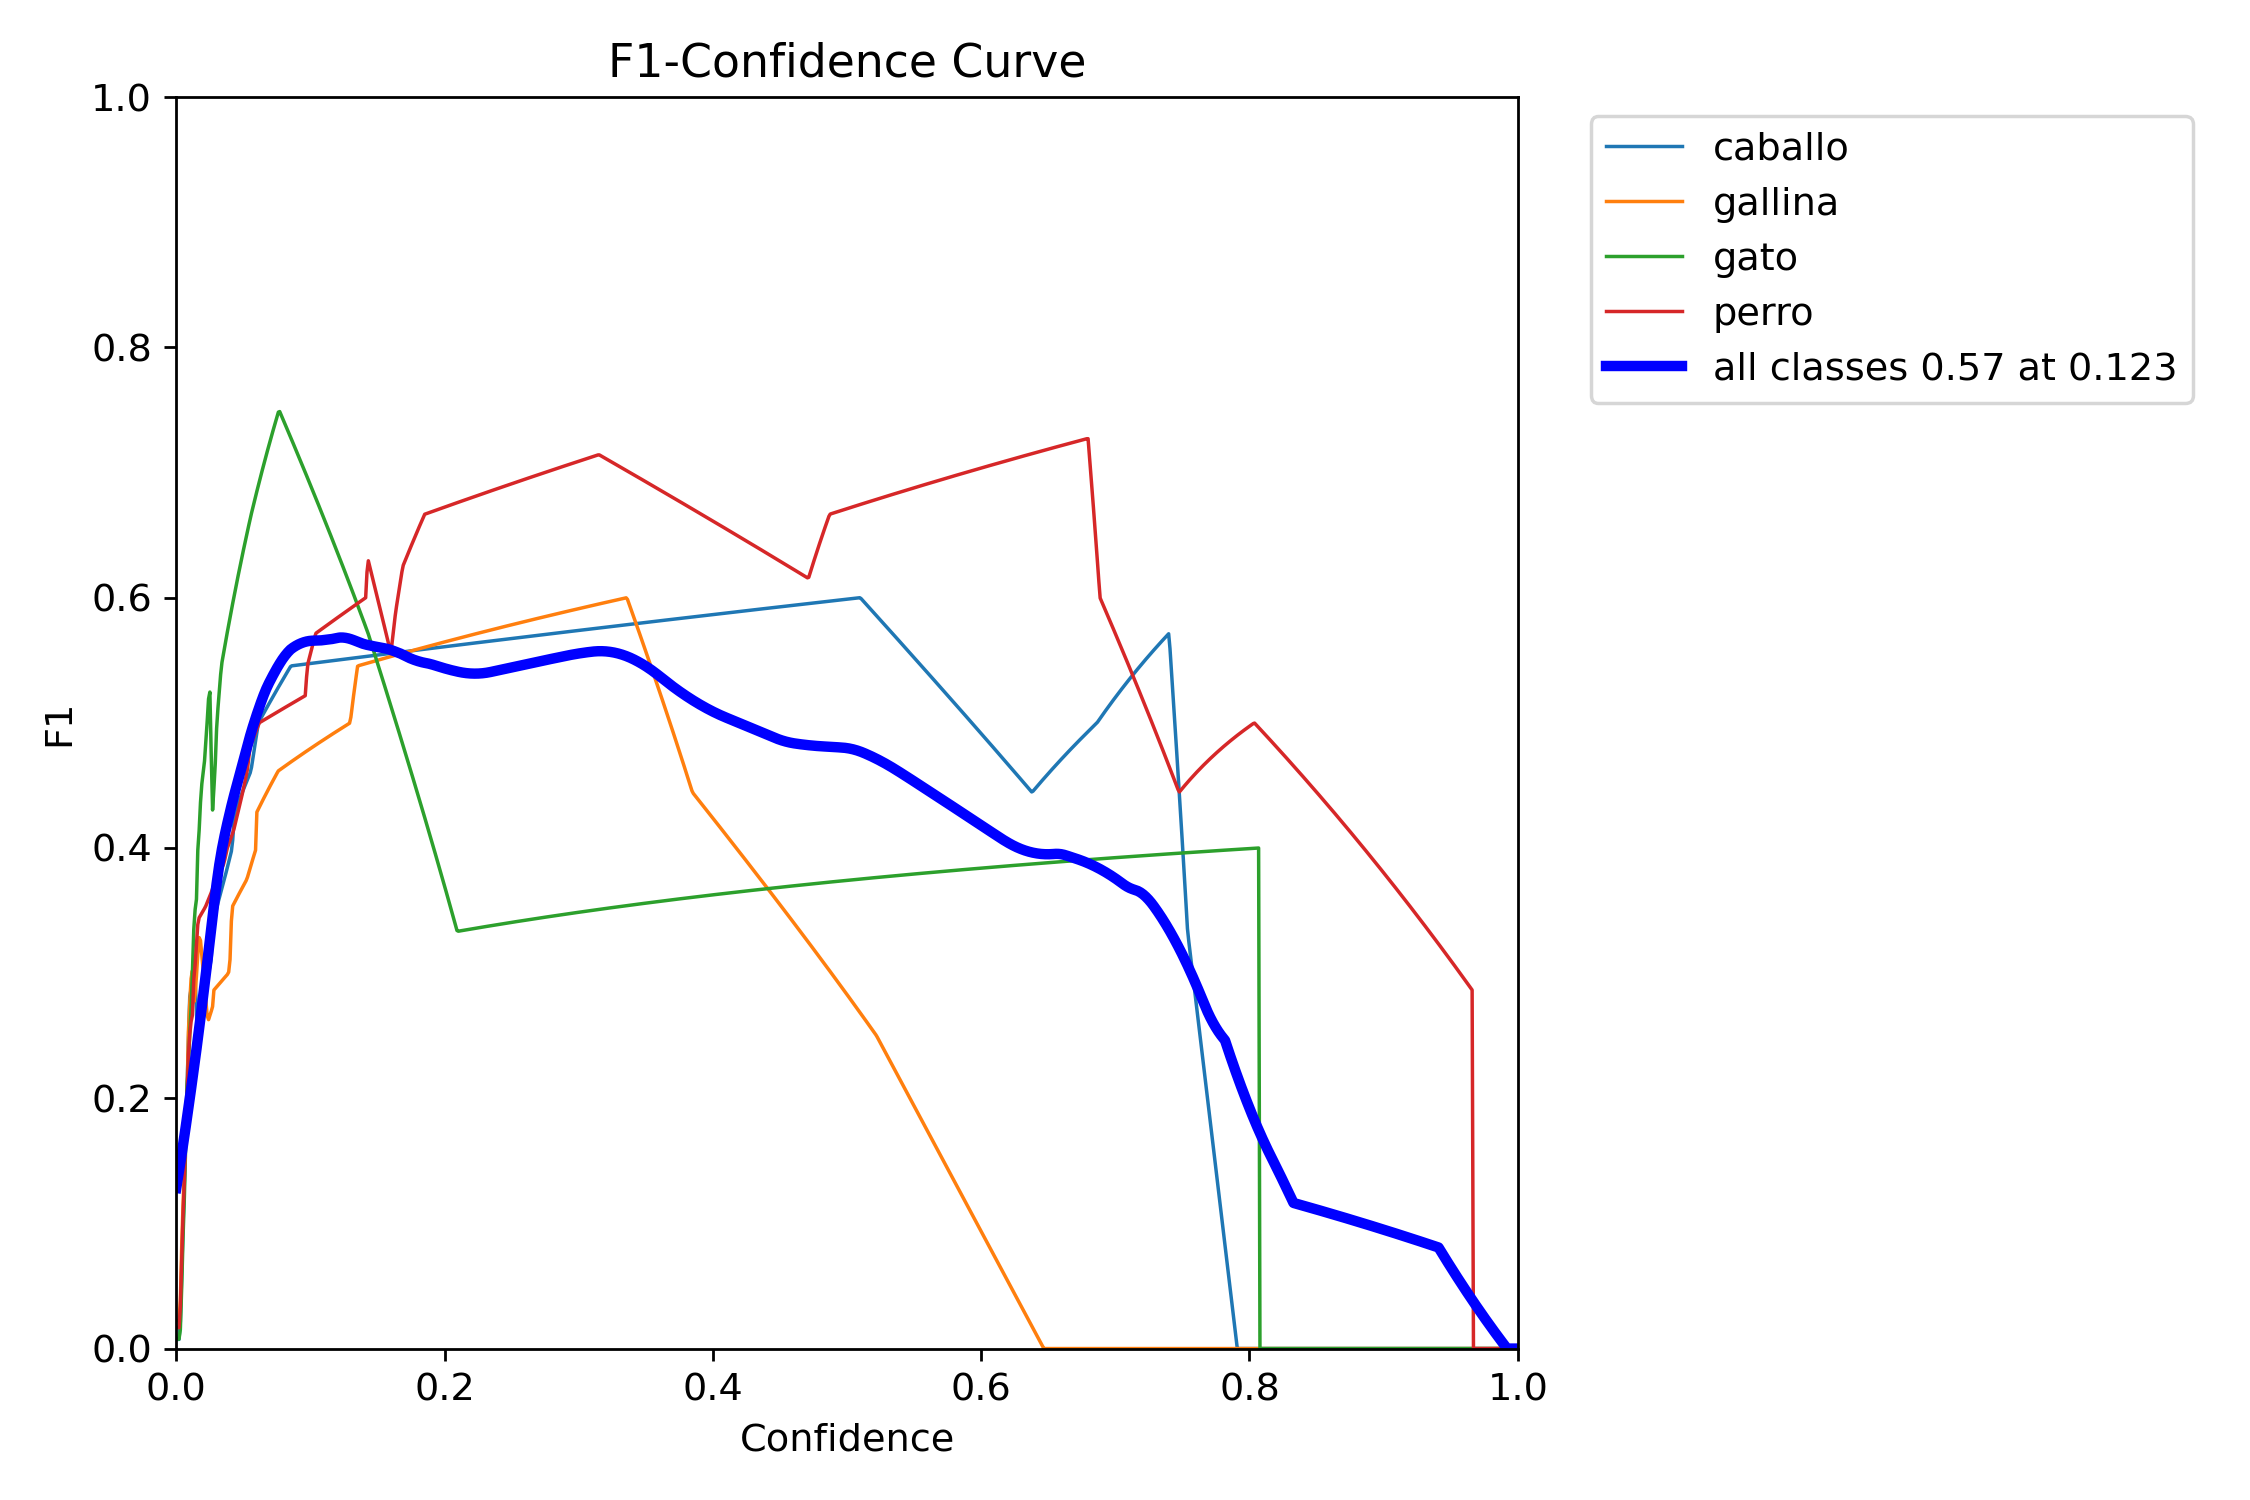 F1-Confidence Curve
1.0
0.8
0.6
0.4
0.2
0.0
F1
0.0 0.2 0.4 0.6 0.8 1.0
Confidence
caballo
gallina
gato
perro
all classes 0.57 at 0.123